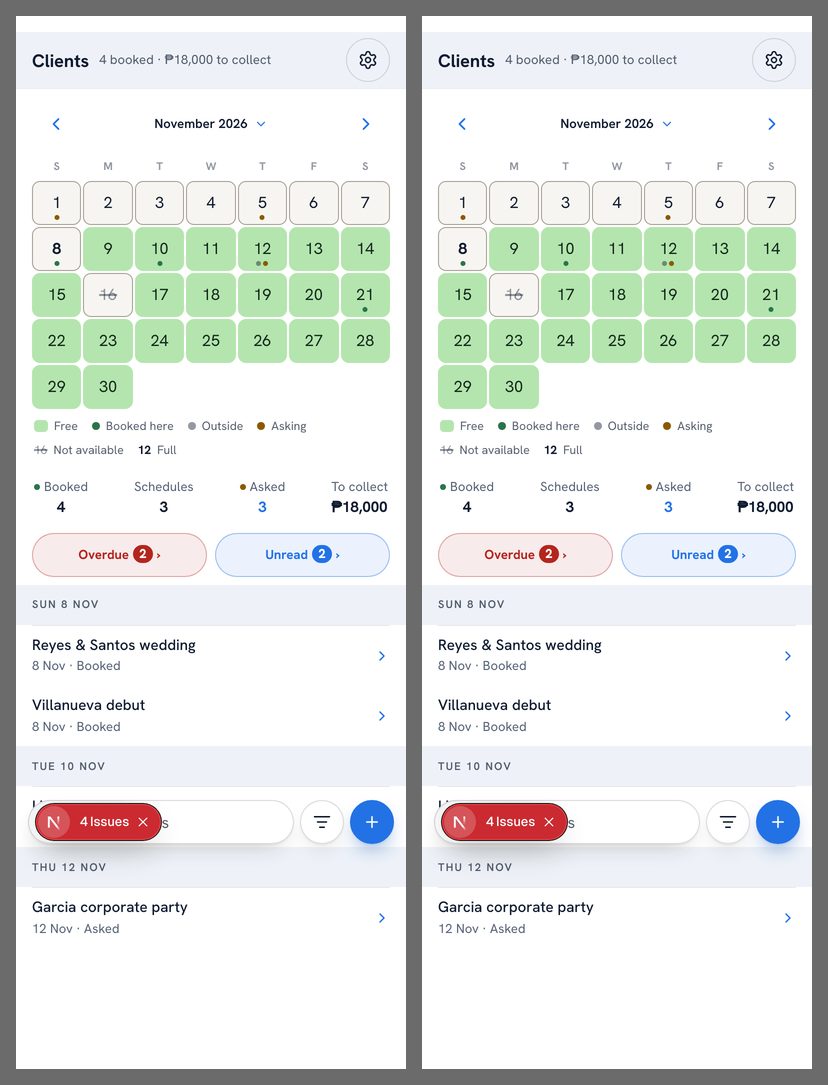 Clients 4 booked · ₱18,000 to collect
November 2026
S M T W T F S
1 2 3 4 5 6 7
8 9 10 11 12 13 14
15 16 17 18 19 20 21
22 23 24 25 26 27 28
29 30
Free Booked here Outside Asking
16 Not available 12 Full
Booked Schedules Asked To collect
4 3 3 ₱18,000
Overdue 2 › Unread 2 ›
SUN 8 NOV
Reyes & Santos wedding
8 Nov · Booked
Villanueva debut
8 Nov · Booked
TUE 10 NOV
N 4 Issues s
THU 12 NOV
Garcia corporate party
12 Nov · Asked
Clients 4 booked · ₱18,000 to collect
November 2026
S M T W T F S
1 2 3 4 5 6 7
8 9 10 11 12 13 14
15 16 17 18 19 20 21
22 23 24 25 26 27 28
29 30
Free Booked here Outside Asking
16 Not available 12 Full
Booked Schedules Asked To collect
4 3 3 ₱18,000
Overdue 2 › Unread 2 ›
SUN 8 NOV
Reyes & Santos wedding
8 Nov · Booked
Villanueva debut
8 Nov · Booked
TUE 10 NOV
N 4 Issues s
THU 12 NOV
Garcia corporate party
12 Nov · Asked